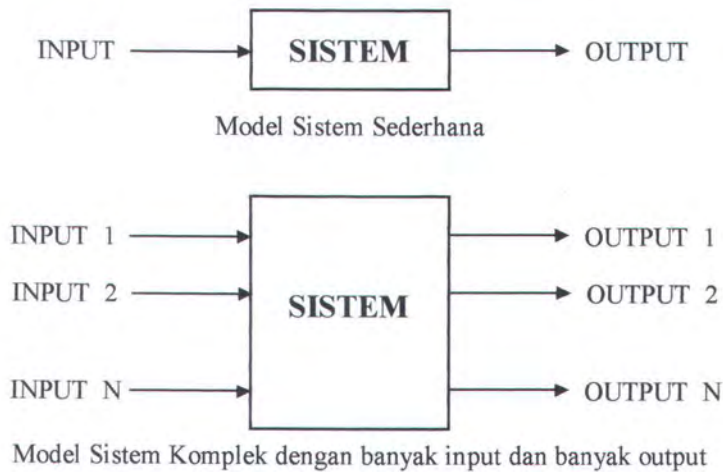 INPUT SISTEM OUTPUT
Model Sistem Sederhana
INPUT 1 OUTPUT 1
INPUT 2 OUTPUT 2
SISTEM
INPUT N OUTPUT N
Model Sistem Komplek dengan banyak input dan banyak output